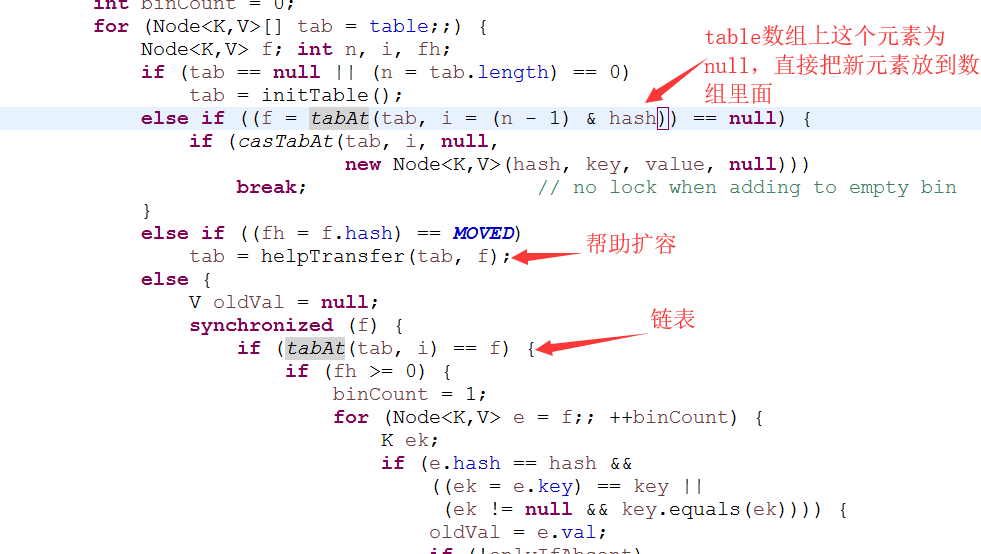 int binCount = 0;
for (Node<K,V>[] tab = table;;) {
Node<K,V> f; int n, i, fh;
if (tab == null || (n = tab.length) == 0)
tab = initTable();
else if ((f = tabAt(tab, i = (n - 1) & hash)) == null) {
if (casTabAt(tab, i, null,
new Node<K,V>(hash, key, value, null)))
break; // no lock when adding to empty bin
}
else if ((fh = f.hash) == MOVED)
tab = helpTransfer(tab, f);
else {
V oldVal = null;
synchronized (f) {
if (tabAt(tab, i) == f) {
if (fh >= 0) {
binCount = 1;
for (Node<K,V> e = f;; ++binCount) {
K ek;
if (e.hash == hash &&
((ek = e.key) == key ||
(ek != null && key.equals(ek)))) {
oldVal = e.val;
if (!onlyIfAbsent)
table数组上这个元素为
null，直接把新元素放到数
组里面
帮助扩容
链表